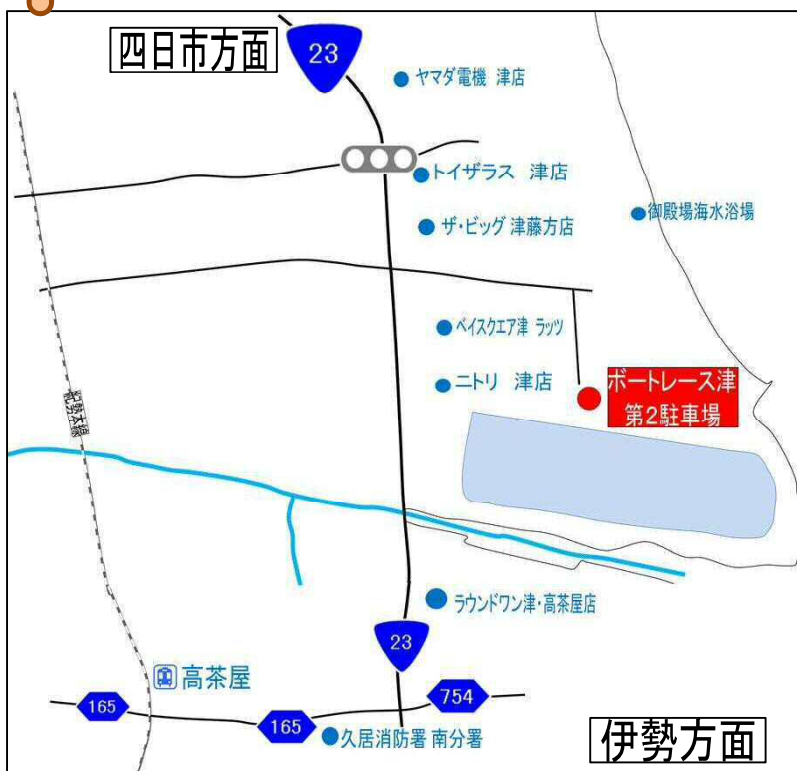 四日市方面
23
ヤマダ電機 津店
トイザラス 津店
ザ・ビッグ 津藤方店
御殿場海水浴場
ベイスクエア津 ラッツ
ニトリ 津店
ボートレース津
第2駐車場
紀勢本線
ラウンドワン津・高茶屋店
23
高茶屋
165
165
754
久居消防署 南分署
伊勢方面